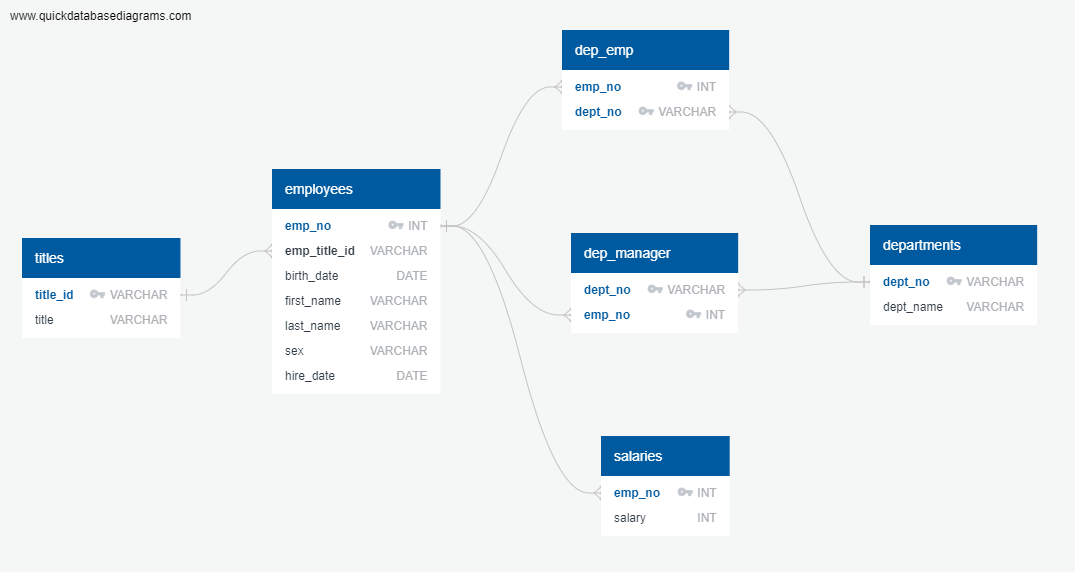 www.quickdatabasediagrams.com
titles
title_id VARCHAR
title VARCHAR
employees
emp_no INT
emp_title_id VARCHAR
birth_date DATE
first_name VARCHAR
last_name VARCHAR
sex VARCHAR
hire_date DATE
dep_emp
emp_no INT
dept_no VARCHAR
dep_manager
dept_no VARCHAR
emp_no INT
salaries
emp_no INT
salary INT
departments
dept_no VARCHAR
dept_name VARCHAR